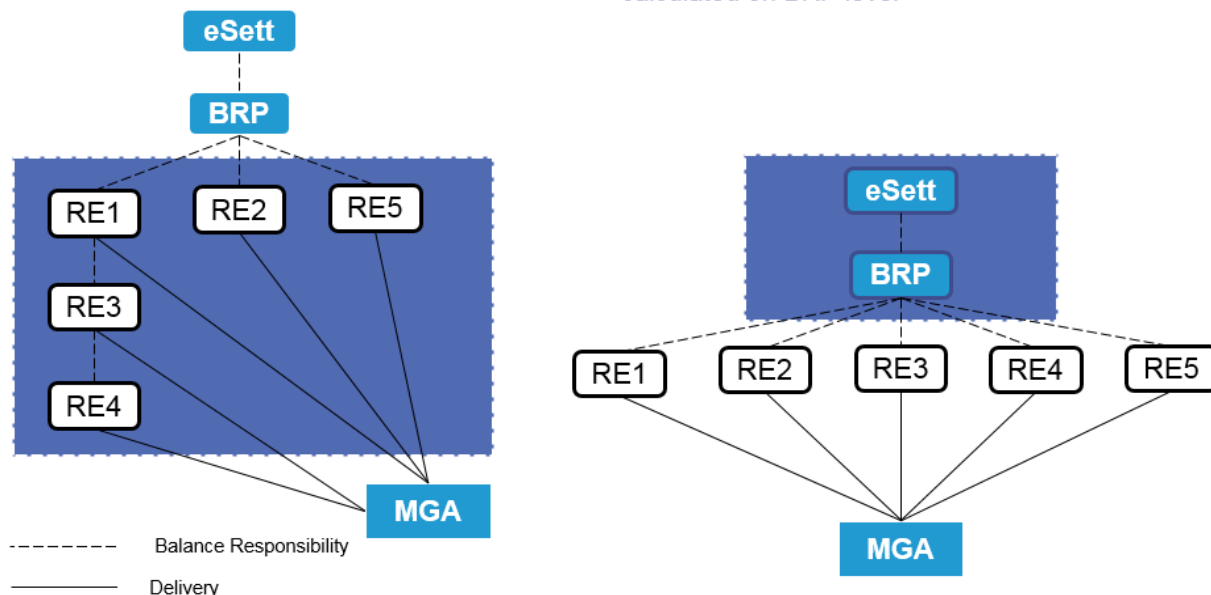 eSett
BRP
RE1
RE2
RE5
RE3
RE4
MGA
Balance Responsibility
Delivery
eSett
BRP
RE1
RE2
RE3
RE4
RE5
MGA